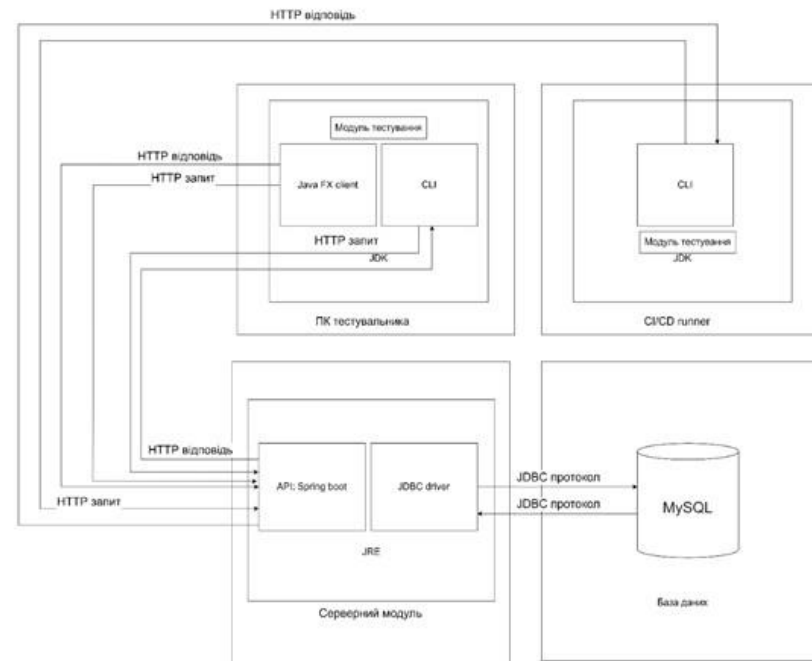 HTTP відповідь
Модуль тестування
HTTP відповідь
HTTP запит
Java FX client
CLI
HTTP запит
JDK
ПК тестувальника
CLI
Модуль тестування
JDK
CI/CD runner
HTTP відповідь
HTTP запит
API: Spring boot
JDBC driver
JRE
Серверний модуль
JDBC протокол
JDBC протокол
MySQL
База даних